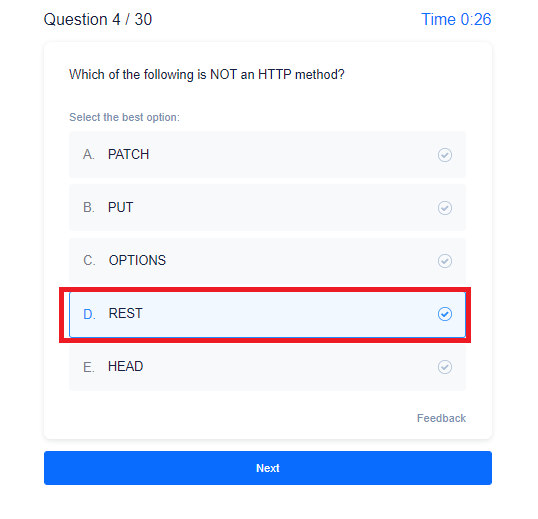 Question 4 / 30 Time 0:26
Which of the following is NOT an HTTP method?
Select the best option:
A. PATCH
B. PUT
C. OPTIONS
D. REST
E. HEAD
Feedback
Next